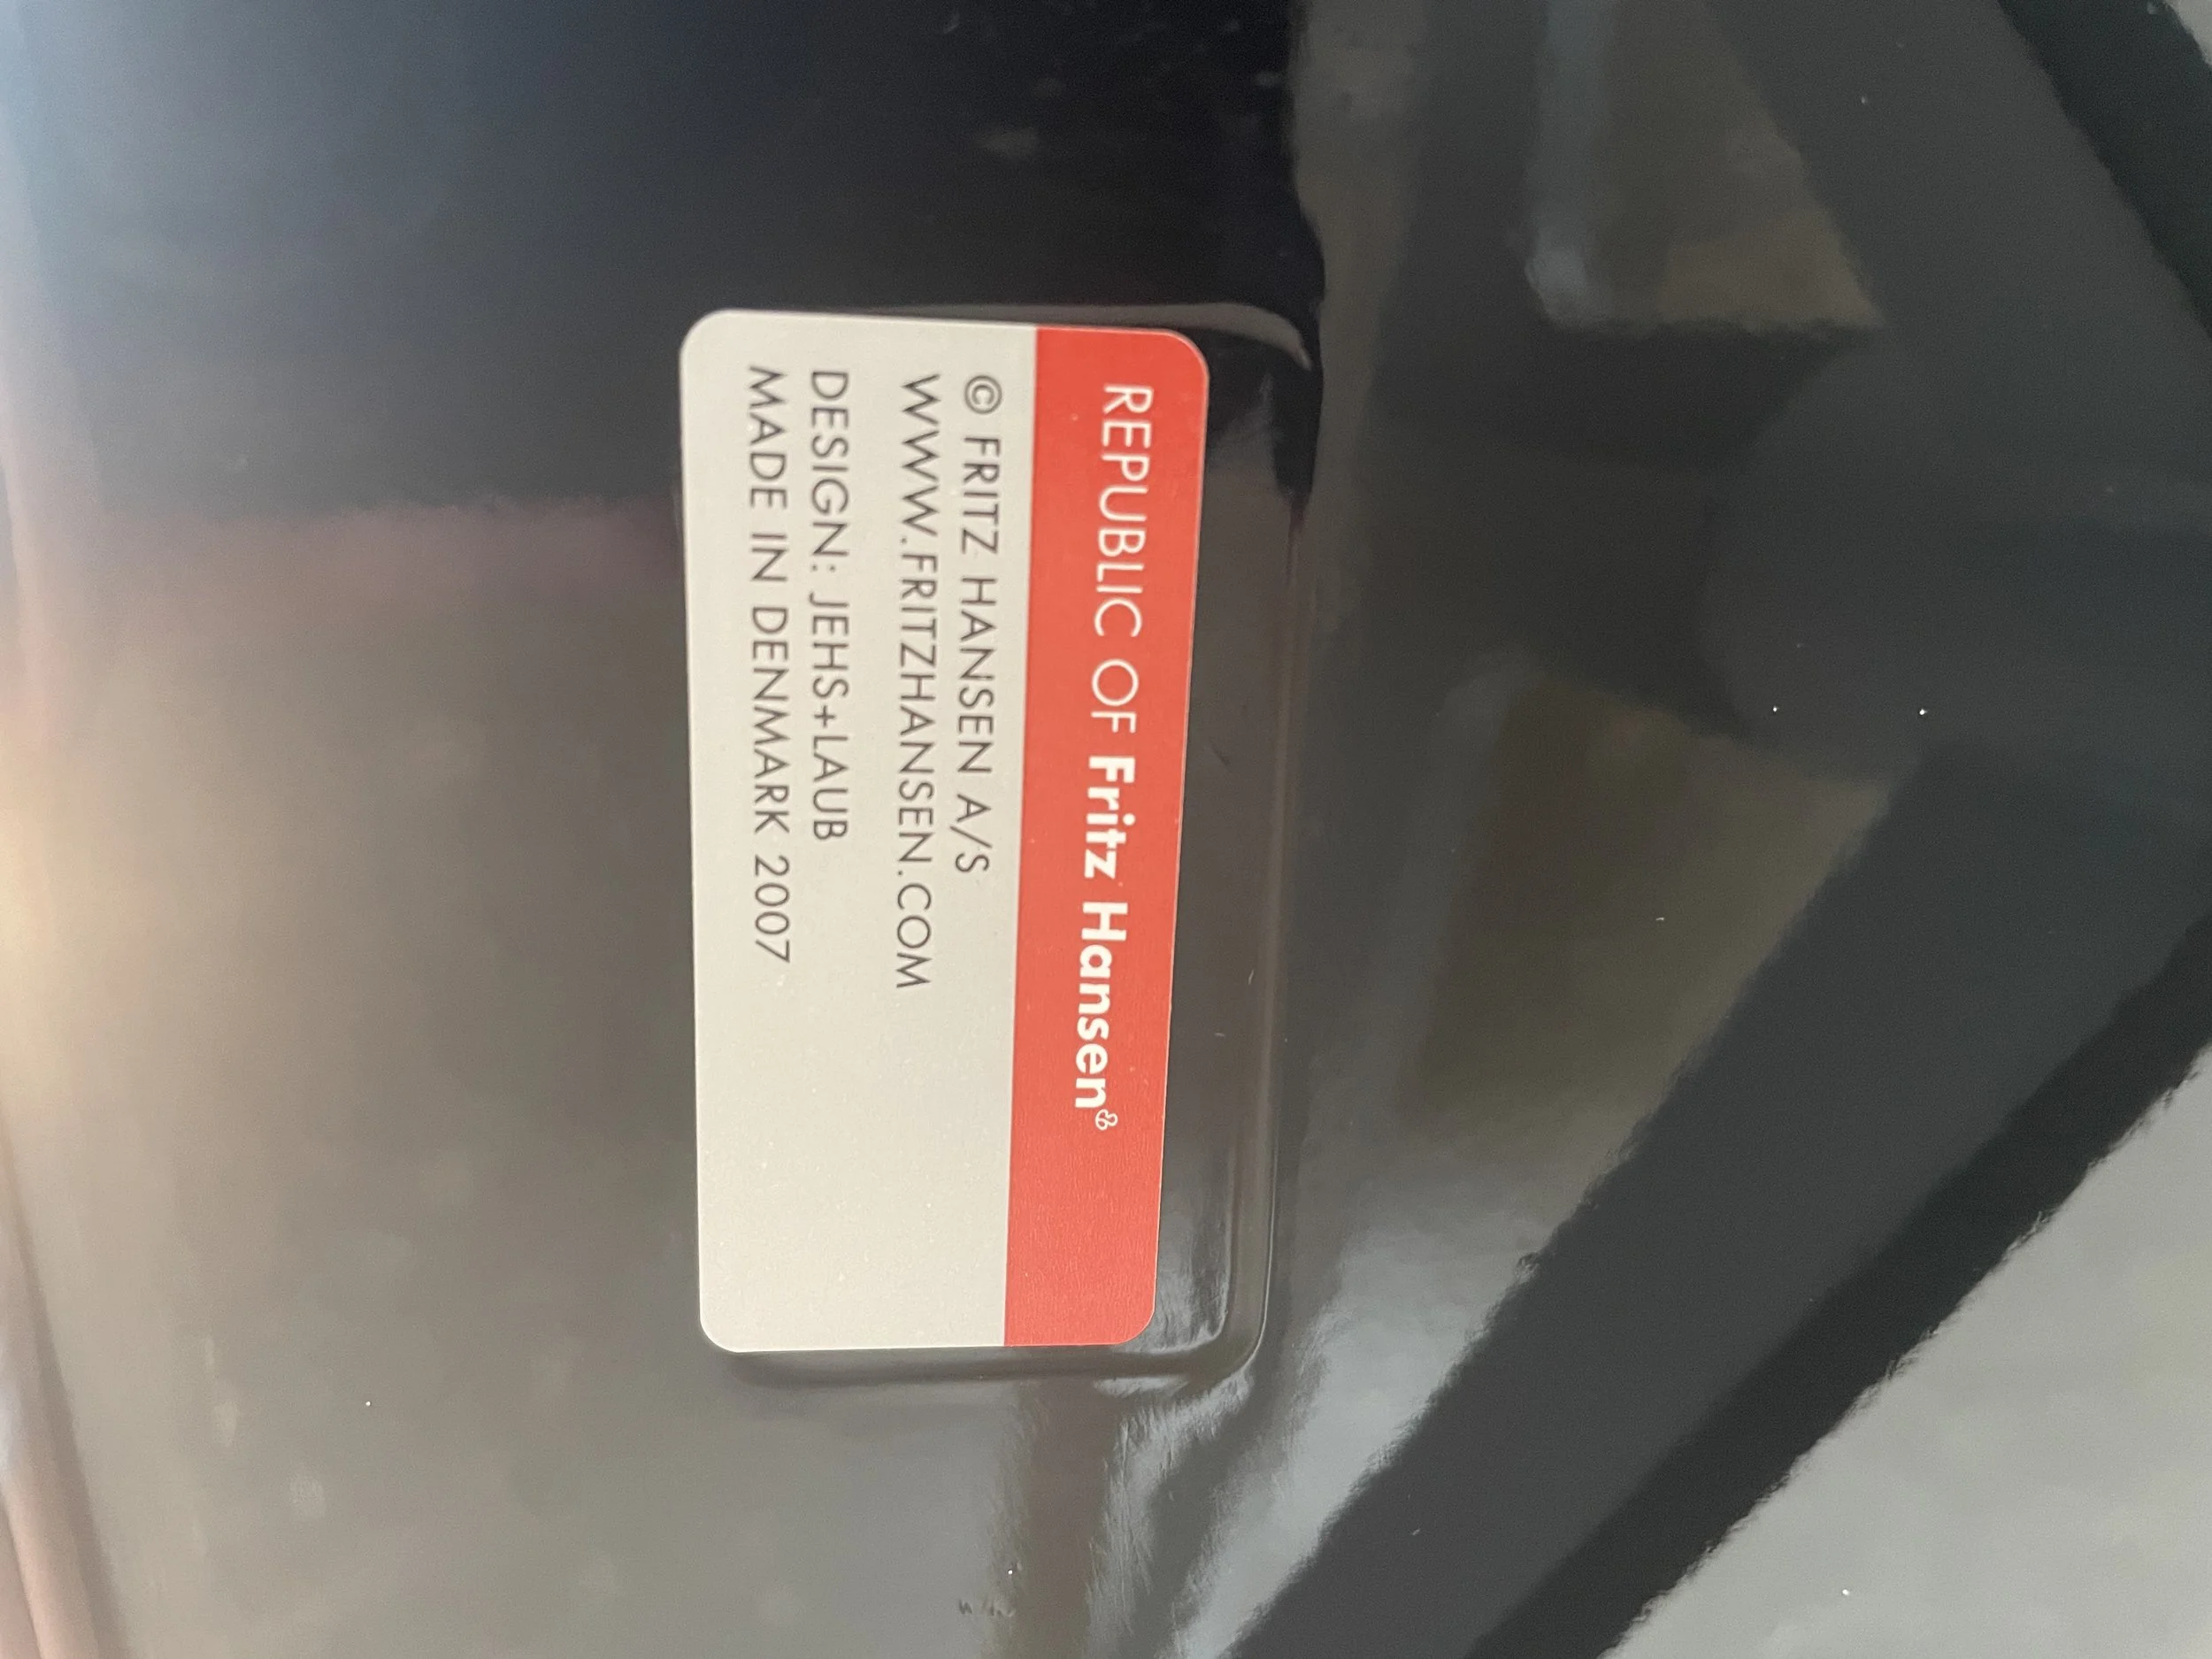 REPUBLIC OF Fritz Hansen
© FRITZ HANSEN A/S
WWW.FRITZHANSEN.COM
DESIGN: JEHS+LAUB
MADE IN DENMARK 2007